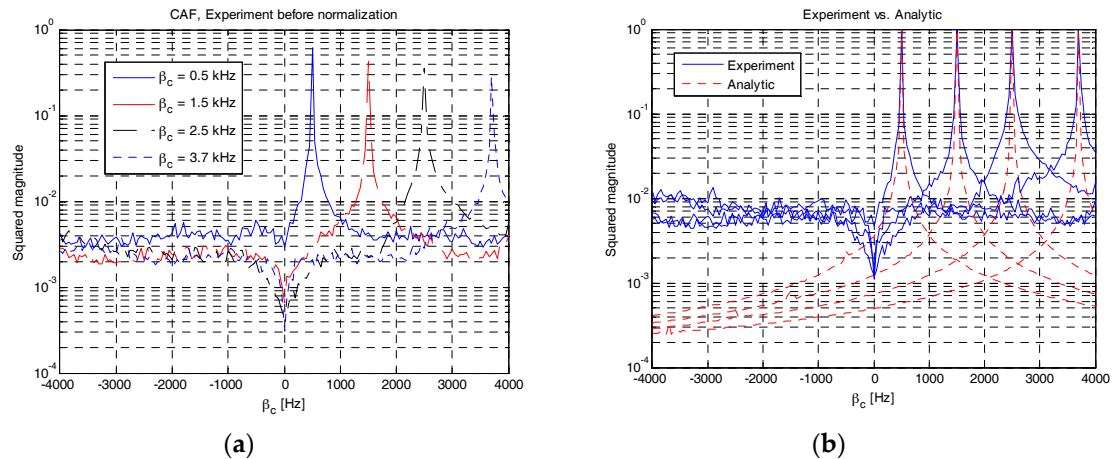 CAF, Experiment before normalization
10^0
10^-1
10^-2
10^-3
10^-4
Squared magnitude
β_c = 0.5 kHz
β_c = 1.5 kHz
β_c = 2.5 kHz
β_c = 3.7 kHz
-4000 -3000 -2000 -1000 0 1000 2000 3000 4000
β_c [Hz]
(a)
Experiment vs. Analytic
10^0
10^-1
10^-2
10^-3
10^-4
Squared magnitude
Experiment
Analytic
-4000 -3000 -2000 -1000 0 1000 2000 3000 4000
β_c [Hz]
(b)